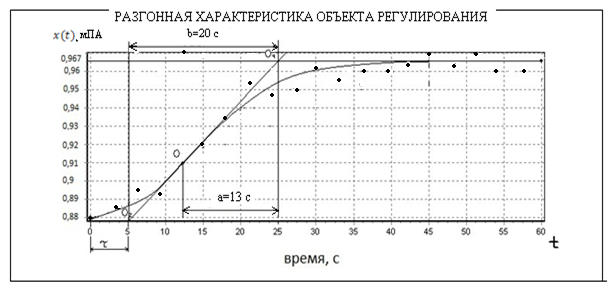 РАЗГОННАЯ ХАРАКТЕРИСТИКА ОБЪЕКТА РЕГУЛИРОВАНИЯ
x(t), мПА
b=20 с
0,967
0,95
0,94
0,93
0,92
0,91
0,9
0,89
0,88
O
a=13 с
τ
0 5 10 15 20 25 30 35 40 45 50 55 60
t
время, с